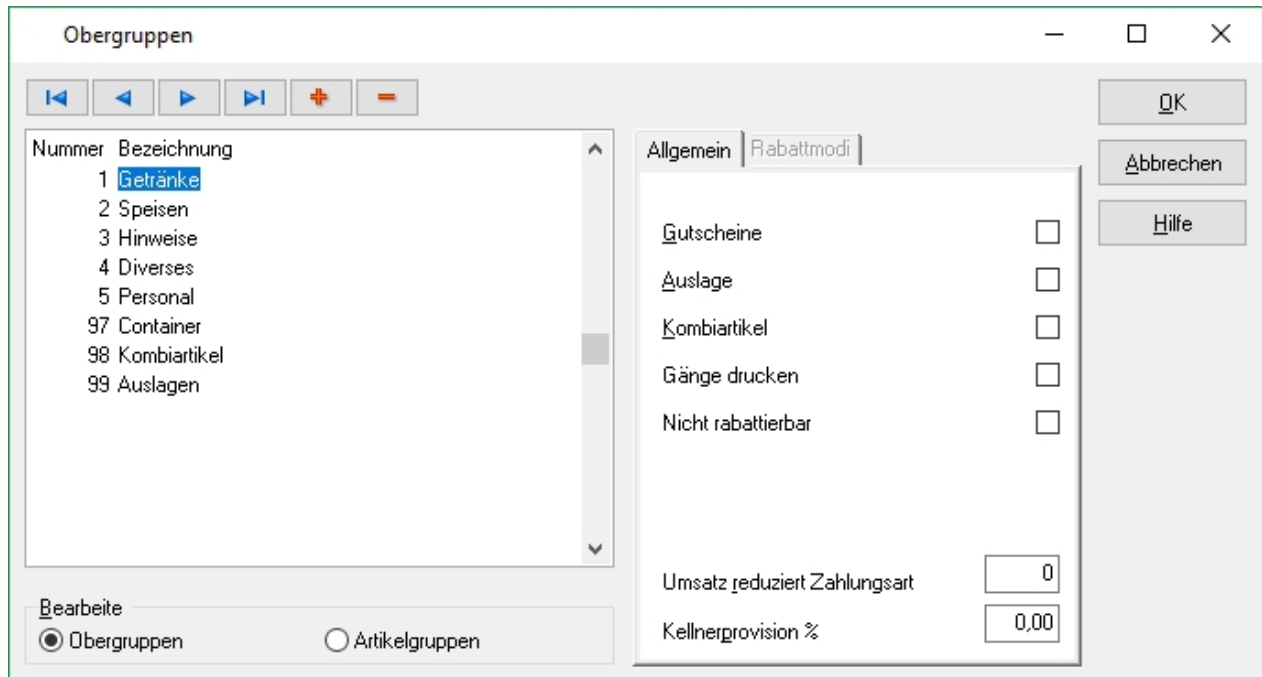 Obergruppen
Nummer Bezeichnung
1 Getränke
2 Speisen
3 Hinweise
4 Diverses
5 Personal
97 Container
98 Kombiartikel
99 Auslagen
Bearbeite
Obergruppen Artikelgruppen
Allgemein Rabattmodi
Gutscheine
Auslage
Kombiartikel
Gänge drucken
Nicht rabattierbar
Umsatz reduziert Zahlungsart 0
Kellnerprovision % 0,00
OK
Abbrechen
Hilfe